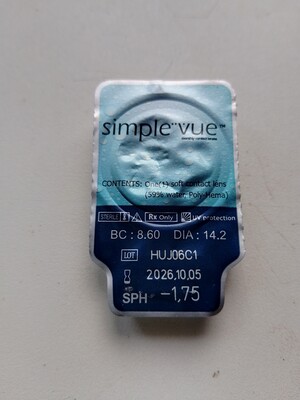 simple vue™
CONTENTS: One(1) soft contact lens
(59% water, Poly-Hema)
STERILE Rx Only UV protection
BC : 8.60 DIA : 14.2
LOT HUJ06C1
2026,10,05
SPH -1,75